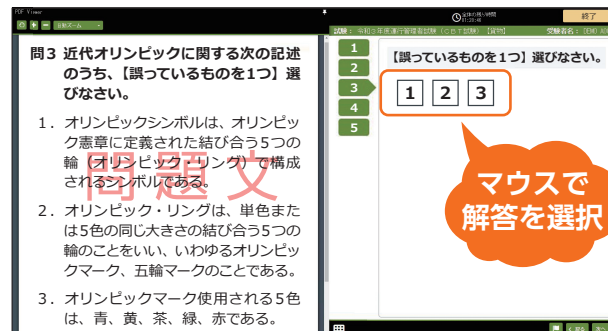 PDF Viewer
自動ズーム
全体の残り時間
01:28:46
終了
試験： 令和3年度運行管理者試験（CBT試験）【貨物】
受験者名：
問3 近代オリンピックに関する次の記述
のうち、【誤っているものを1つ】選
びなさい。
1．オリンピックシンボルは、オリンピッ
ク憲章に定義された結び合う5つの
輪（オリンピック・リング）で構成
されるシンボルである。
2．オリンピック・リングは、単色また
は5色の同じ大きさの結び合う5つの
輪のことをいい、いわゆるオリンピッ
クマーク、五輪マークのことである。
3．オリンピックマーク使用される5色
は、青、黄、茶、緑、赤である。
問題文
1
2
3
4
5
【誤っているものを1つ】選びなさい。
1 2 3
マウスで
解答を選択